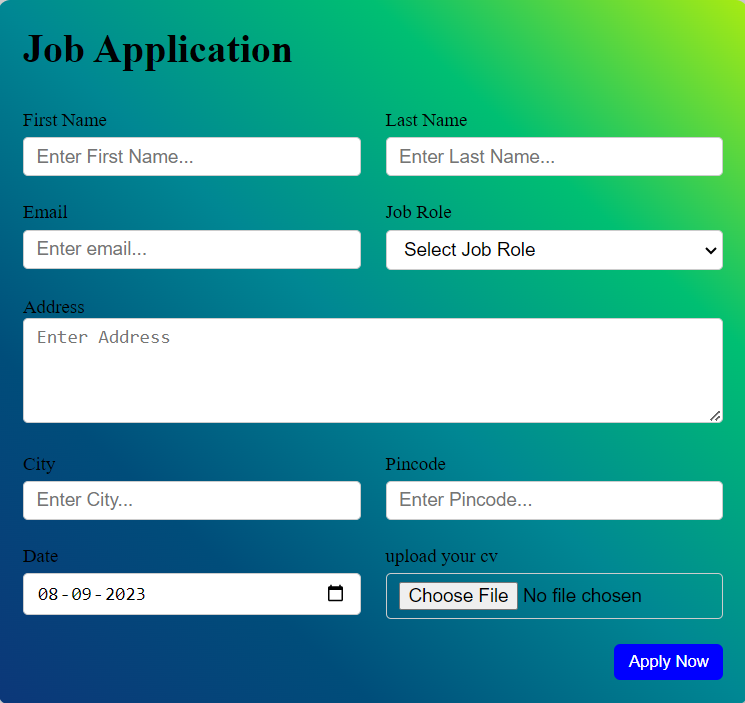 Job Application
First Name Last Name
Enter First Name... Enter Last Name...
Email Job Role
Enter email... Select Job Role
Address
Enter Address
City Pincode
Enter City... Enter Pincode...
Date upload your cv
08-09-2023 Choose File No file chosen
Apply Now